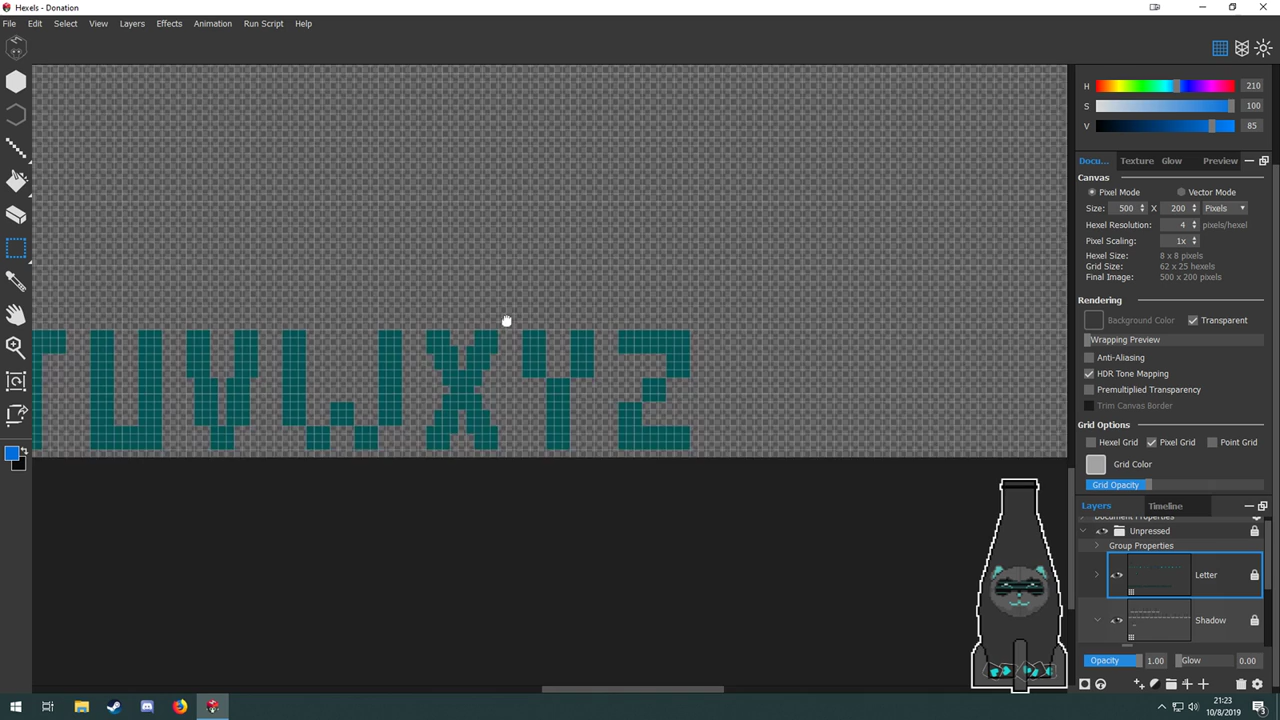 Hexels - Donation
File Edit Select View Layers Effects Animation Run Script Help
H 210
S 100
V 85
Docu... Texture Glow Preview
Canvas
Pixel Mode Vector Mode
Size: 500 X 200 Pixels
Hexel Resolution: 4 pixels/hexel
Pixel Scaling: 1x
Hexel Size: 8 x 8 pixels
Grid Size: 62 x 25 hexels
Final Image: 500 x 200 pixels
Rendering
Background Color Transparent
Wrapping Preview
Anti-Aliasing
HDR Tone Mapping
Premultiplied Transparency
Trim Canvas Border
Grid Options
Hexel Grid Pixel Grid Point Grid
Grid Color
Grid Opacity
TUVWXYZ
Layers Timeline
Document Properties
Unpressed
Group Properties
Letter
Shadow
Opacity 1.00 Glow 0.00
21:23
10/8/2019
3